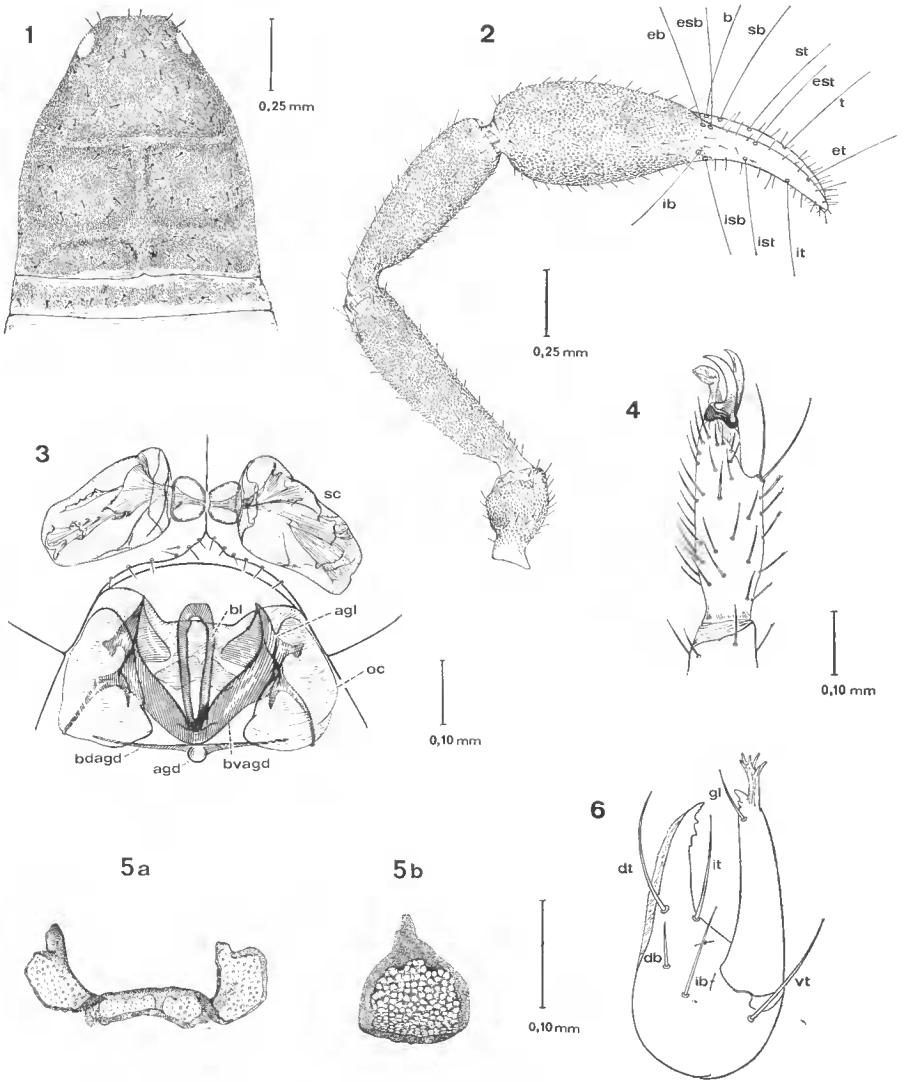 1
0,25 mm
2
eb
esb
b
sb
st
est
t
et
ib
isb
ist
it
0,25 mm
3
sc
bl
agl
oc
bdagd
agd
bvagd
0,10 mm
4
0,10 mm
5a
5b
0,10 mm
6
gl
dt
it
db
ib
f
vt